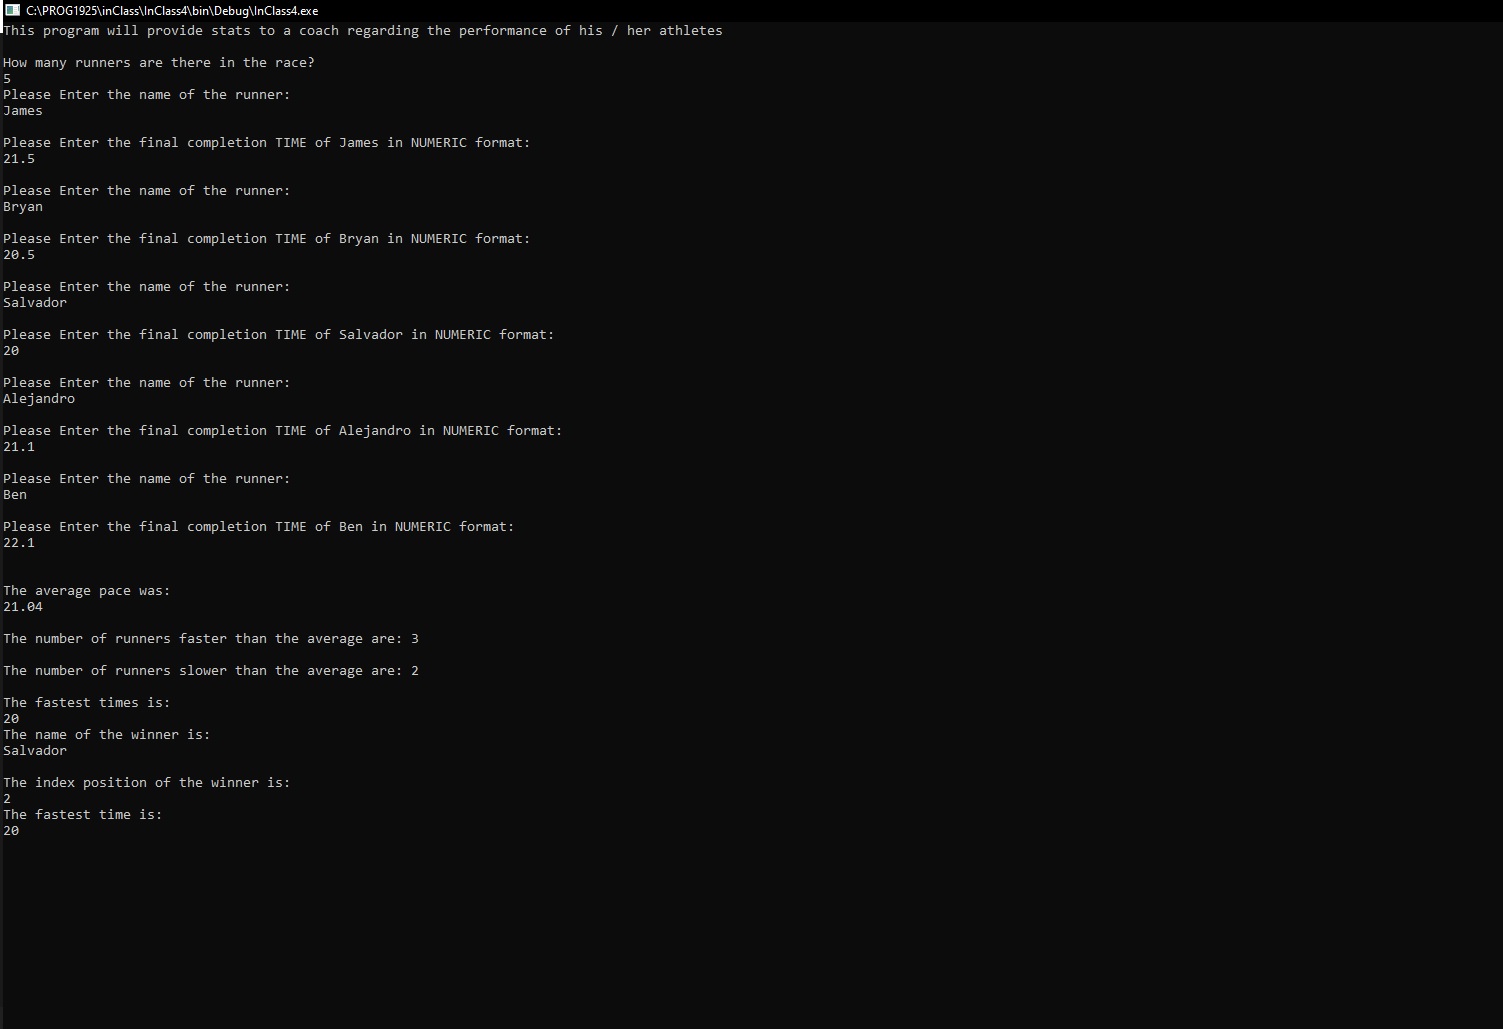 C:\PROG1925\inClass\InClass4\bin\Debug\InClass4.exe
This program will provide stats to a coach regarding the performance of his / her athletes
How many runners are there in the race?
5
Please Enter the name of the runner:
James
Please Enter the final completion TIME of James in NUMERIC format:
21.5
Please Enter the name of the runner:
Bryan
Please Enter the final completion TIME of Bryan in NUMERIC format:
20.5
Please Enter the name of the runner:
Salvador
Please Enter the final completion TIME of Salvador in NUMERIC format:
20
Please Enter the name of the runner:
Alejandro
Please Enter the final completion TIME of Alejandro in NUMERIC format:
21.1
Please Enter the name of the runner:
Ben
Please Enter the final completion TIME of Ben in NUMERIC format:
22.1
The average pace was:
21.04
The number of runners faster than the average are: 3
The number of runners slower than the average are: 2
The fastest times is:
20
The name of the winner is:
Salvador
The index position of the winner is:
2
The fastest time is:
20